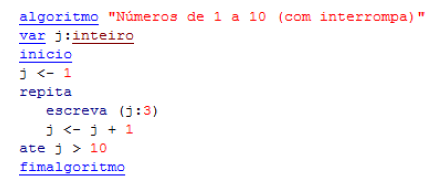 algoritmo "Números de 1 a 10 (com interrompa)"
var j:inteiro
inicio
j <- 1
repita
   escreva (j:3)
   j <- j + 1
ate j > 10
fimalgoritmo